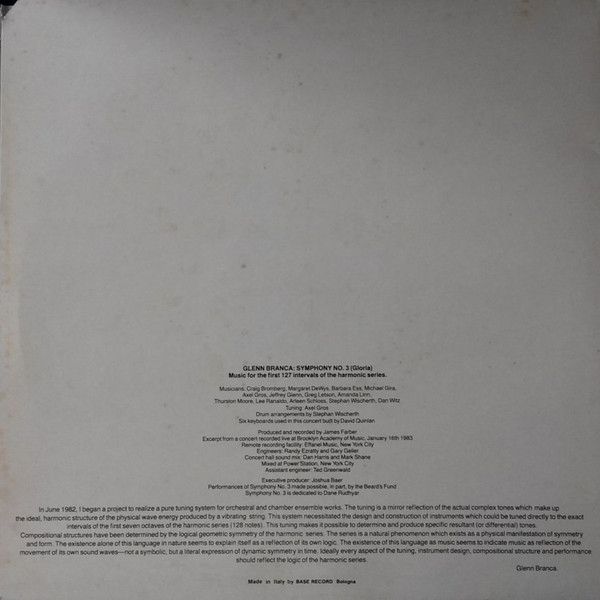 GLENN BRANCA: SYMPHONY NO. 3 (Gloria)
Music for the first 127 intervals of the harmonic series.
Musicians: Craig Bromberg, Margaret DeWys, Barbara Ess, Michael Gira,
Axel Gros, Jeffrey Glenn, Greg Letson, Amanda Linn,
Thurston Moore, Lee Ranaldo, Arleen Schloss, Stephan Wischerth, Dan Witz
Tuning: Axel Gros
Drum arrangements by Stephan Wischerth
Six keyboards used in this concert built by David Quinlan
Produced and recorded by James Farber
Excerpt from a concert recorded live at Brooklyn Academy of Music, January 16th 1983
Remote recording facility: Effanel Music, New York City
Engineers: Randy Ezratty and Gary Geller
Concert hall sound mix: Dan Harris and Mark Shane
Mixed at Power Station, New York City
Assistant engineer: Ted Greenwald
Executive producer: Joshua Baer
Performances of Symphony No. 3 made possible, in part, by the Beard's Fund
Symphony No. 3 is dedicated to Dane Rudhyar
In June 1982, I began a project to realize a pure tuning system for orchestral and chamber ensemble works. The tuning is a mirror reflection of the actual complex tones which make up
the ideal, harmonic structure of the physical wave energy produced by a vibrating string. This system necessitated the design and construction of instruments which could be tuned directly to the exact
intervals of the first seven octaves of the harmonic series (128 notes). This tuning makes it possible to determine and produce specific resultant (or differential) tones.
Compositional structures have been determined by the logical geometric symmetry of the harmonic series. The series is a natural phenomenon which exists as a physical manifestation of symmetry
and form. The existence alone of this language in nature seems to explain itself as a reflection of its own logic. The existence of this language as music seems to indicate music as reflection of the
movement of its own sound waves—not a symbolic, but a literal expression of dynamic symmetry in time. Ideally every aspect of the tuning, instrument design, compositional structure and performance
should reflect the logic of the harmonic series.
Glenn Branca.
Made in Italy by BASE RECORD Bologna